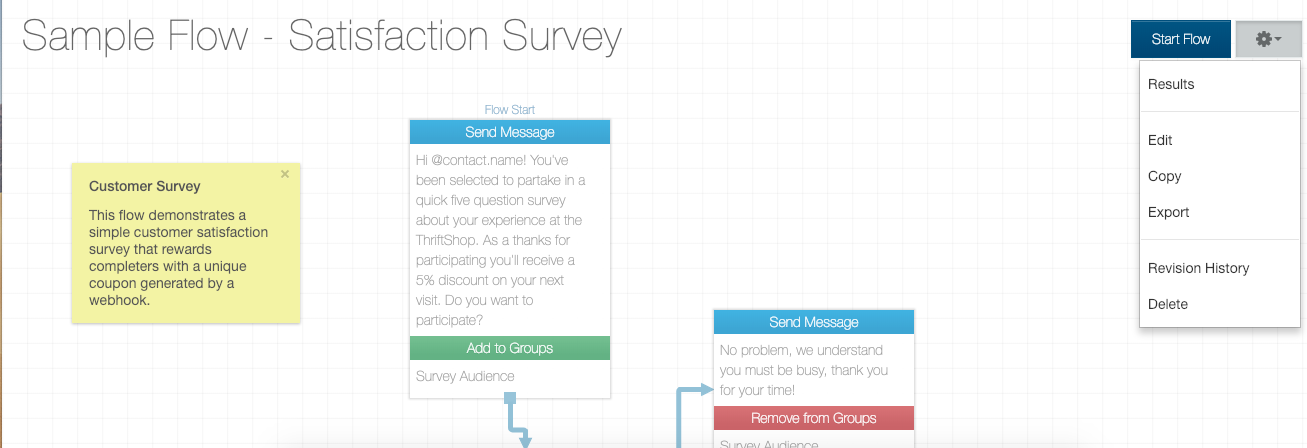 Sample Flow - Satisfaction Survey
Start Flow
Results
Edit
Copy
Export
Revision History
Delete
Customer Survey
This flow demonstrates a
simple customer satisfaction
survey that rewards
completers with a unique
coupon generated by a
webhook.
Flow Start
Send Message
Hi @contact.name! You've
been selected to partake in a
quick five question survey
about your experience at the
ThriftShop. As a thanks for
participating you'll receive a
5% discount on your next
visit. Do you want to
participate?
Add to Groups
Survey Audience
Send Message
No problem, we understand
you must be busy, thank you
for your time!
Remove from Groups
Survey Audience